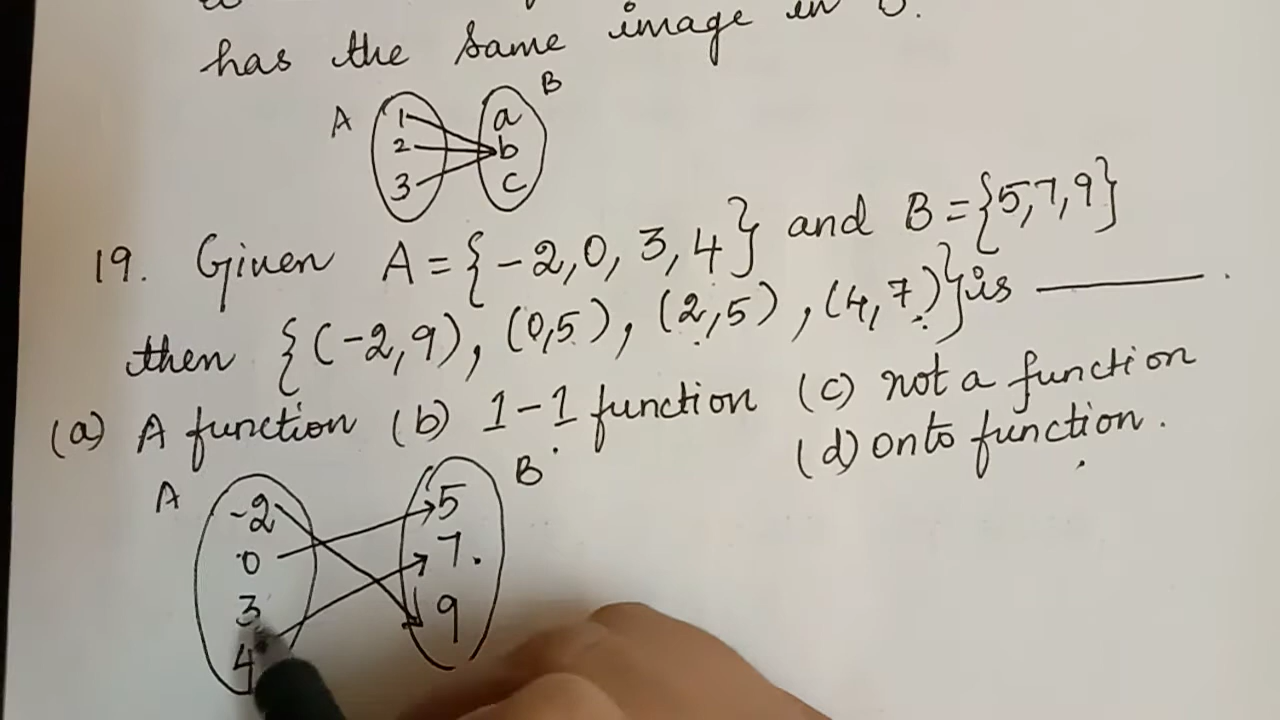 has the same image in B.
A B
1 a
2 b
3 c
19. Given A = {-2, 0, 3, 4} and B = {5, 7, 9}
then {(-2, 9), (0, 5), (2, 5), (4, 7)} is ______.
(a) A function (b) 1-1 function (c) not a function
(d) onto function.
A B
-2 5
0 7
3 9
4